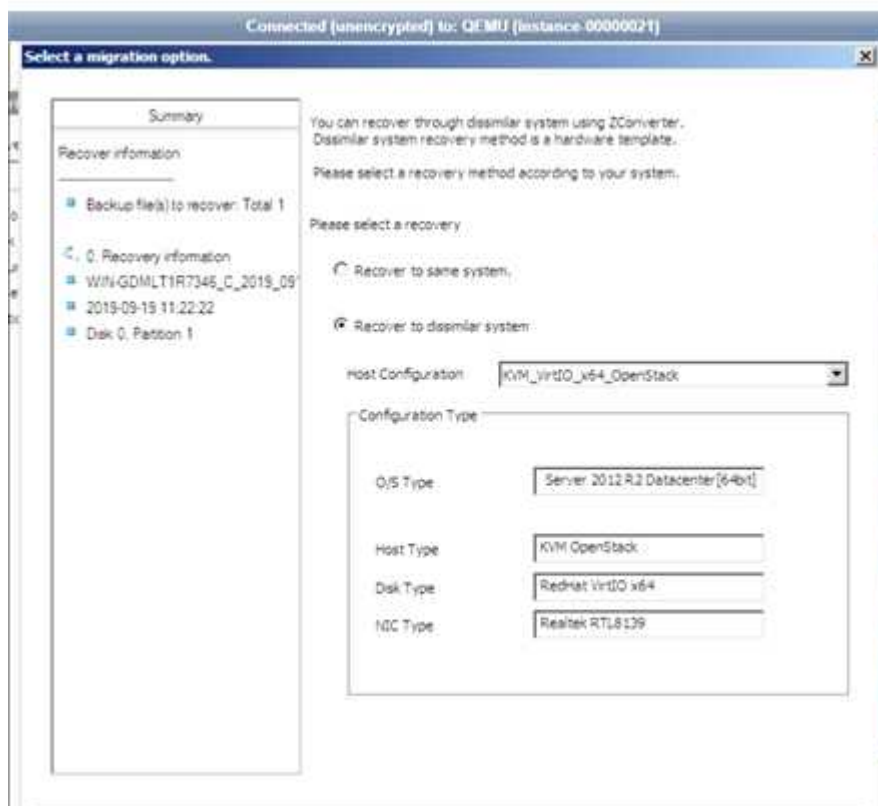 Connected (unencrypted) to: QEMU (instance-00000021)
Select a migration option.
Summary
Recover information
Backup file(s) to recover: Total 1
0. Recovery information
WIN-GDMLT1R7346_C_2019_09
2019-09-19 11:22:22
Disk 0, Partition 1
You can recover through dissimilar system using ZConverter.
Dissimilar system recovery method is a hardware template.
Please select a recovery method according to your system.
Please select a recovery
Recover to same system.
Recover to dissimilar system
Host Configuration
KVM_VirtIO_x64_OpenStack
Configuration Type
O/S Type
Server 2012 R2 Datacenter[64bit]
Host Type
KVM OpenStack
Disk Type
RedHat VirtIO x64
NIC Type
Realtek RTL8139